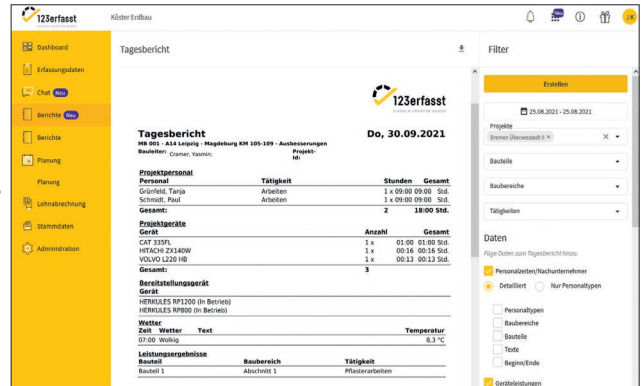 123erfasst
EINFACH SMARTER BAUEN
Köster Erdbau
Neu
JK
Dashboard
Erfassungsdaten
Chat Neu
Berichte Neu
Berichte
Planung
Planung
Lohnabrechnung
Stammdaten
Administration
Tagesbericht
123erfasst
EINFACH SMARTER BAUEN
Tagesbericht Do, 30.09.2021
MB 001 - A14 Leipzig - Magdeburg KM 105-109 - Ausbesserungen
Bauleiter: Cramer, Yasmin; Projekt-
Id:
Projektpersonal
Personal Tätigkeit Stunden Gesamt
Grünfeld, Tanja Arbeiten 1 x 09:00 09:00 Std.
Schmidt, Paul Arbeiten 1 x 09:00 09:00 Std.
Gesamt: 2 18:00 Std.
Projektgeräte
Gerät Anzahl Gesamt
CAT 335FL 1 x 01:00 01:00 Std.
HITACHI ZX140W 1 x 00:16 00:16 Std.
VOLVO L220 HB 1 x 00:13 00:13 Std.
Gesamt: 3
Bereitstellungsgerät
Gerät
HERKULES RP1200 (In Betrieb)
HERKULES RP800 (In Betrieb)
Wetter
Zeit Wetter Text Temperatur
07:00 Wolkig 8,3 °C
Leistungsergebnisse
Bauteil Baubereich Tätigkeit
Bauteil 1 Abschnitt 1 Pflasterarbeiten
Filter
Erstellen
25.08.2021 - 25.08.2021
Projekte
Bremen Überseestadt II ×
Bauteile
Baubereiche
Tätigkeiten
Daten
Füge Daten zum Tagesbericht hinzu.
Personalzeiten/Nachunternehmer
Detailliert Nur Personaltypen
Personaltypen
Baubereiche
Bauteile
Texte
Beginn/Ende
Geräteleistungen